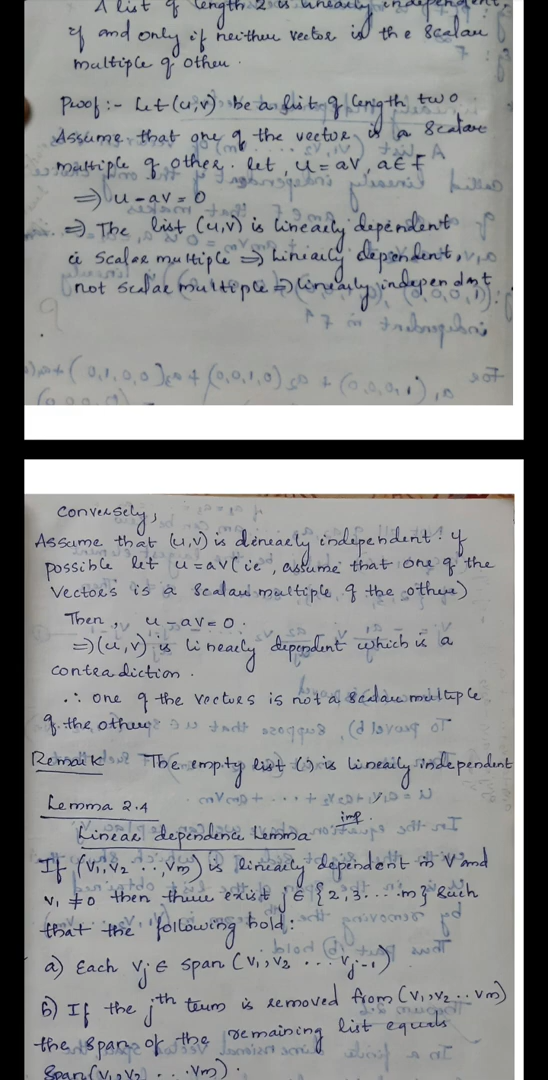 A list of length 2 is linearly independent,
if and only if neither vector is the scalar
multiple of other.
Proof :- Let (u,v) be a list of length two
Assume that one of the vector is a scalar
multiple of other. let, u = av, a∈F
⇒ u - av = 0
⇒ The list (u,v) is linearly dependent
ie scalar multiple ⇒ Linearly dependent,
not scalar multiple ⇒ linearly independent.
conversely,
Assume that (u,v) is linearly independent. if
possible let u = av (ie, assume that one of the
vectors is a scalar multiple of the other)
Then, u - av = 0.
⇒ (u,v) is linearly dependent which is a
contradiction.
∴ one of the vectors is not a scalar multiple
of the other
Remark The empty list () is linearly independent
Lemma 2.4
Linear dependence Lemma imp
If (v1,v2 ..., vm) is linearly dependent in V and
v1 ≠ 0 then there exist j ∈ {2,3....m} such
that the following hold:
a) Each vj ∈ span (v1,v2 ... vj-1)
b) If the jth term is removed from (v1,v2..vm)
the span of the remaining list equals
span(v1,v2 ... vm).